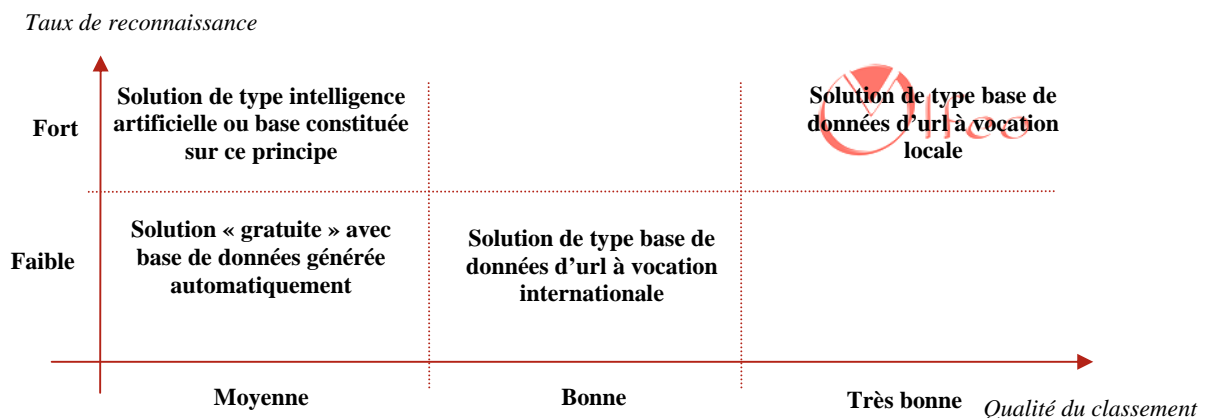 Taux de reconnaissance
Fort
Solution de type intelligence
artificielle ou base constituée
sur ce principe
Solution de type base de
données d’url à vocation
locale
Olfeo
Faible
Solution « gratuite » avec
base de données générée
automatiquement
Solution de type base de
données d’url à vocation
internationale
Moyenne
Bonne
Très bonne
Qualité du classement